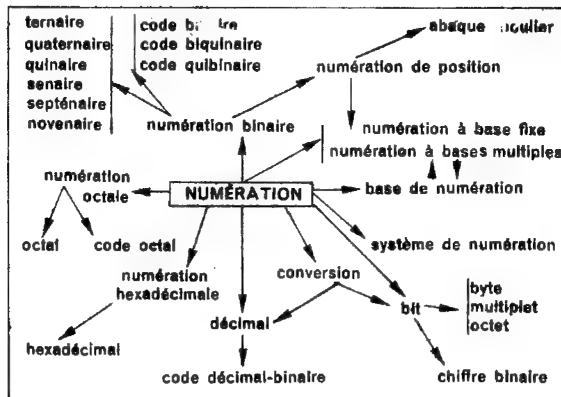 ternaire
quaternaire
quinaire
senaire
septénaire
novenaire
code
code biquinaire
code quibinaire
abaque
numération de position
numération binaire
numération à base fixe
numération à bases multiples
numération
octale
NUMÉRATION
base de numération
octal
code octal
système de numération
numération
hexadécimale
conversion
byte
multiplet
octet
bit
décimal
hexadécimal
code décimal-binaire
chiffre binaire